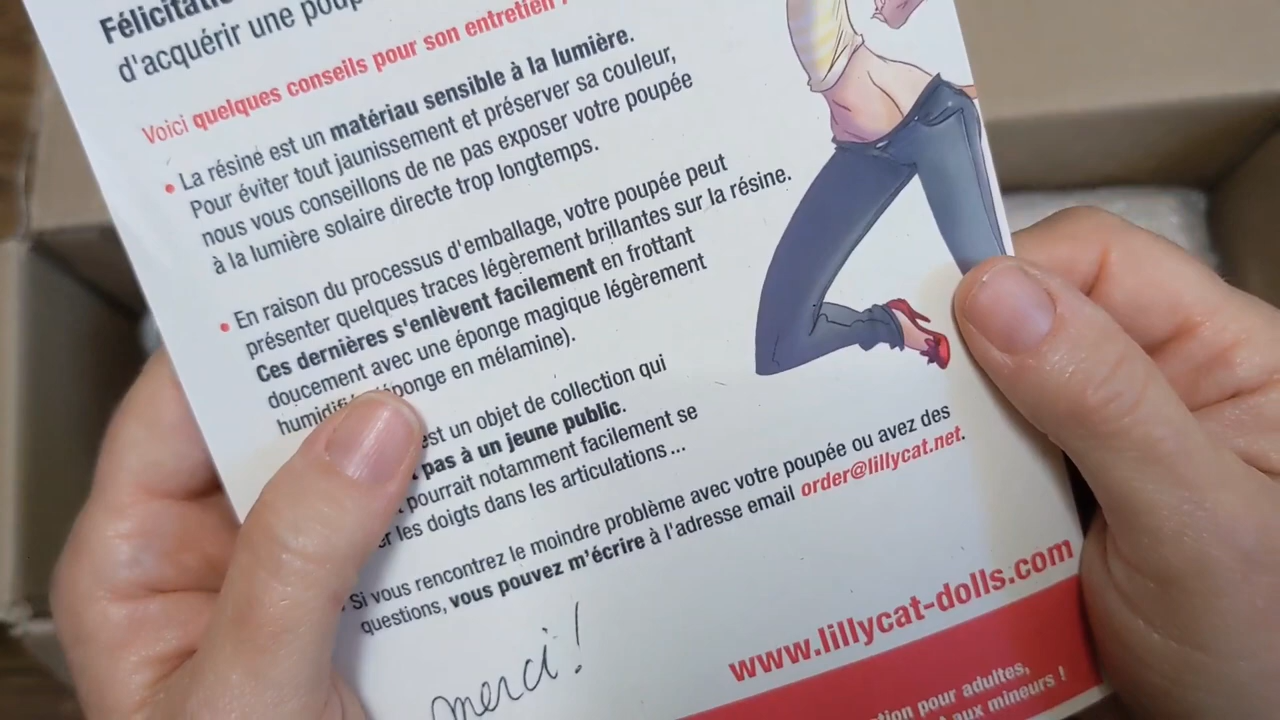 Félicitatio
d'acquérir une poup
Voici quelques conseils pour son entretien :
• La résine est un matériau sensible à la lumière.
Pour éviter tout jaunissement et préserver sa couleur,
nous vous conseillons de ne pas exposer votre poupée
à la lumière solaire directe trop longtemps.
• En raison du processus d'emballage, votre poupée peut
présenter quelques traces légèrement brillantes sur la résine.
Ces dernières s'enlèvent facilement en frottant
doucement avec une éponge magique légèrement
éponge en mélamine).
est un objet de collection qui
pas à un jeune public.
pourrait notamment facilement se
les doigts dans les articulations...
Si vous rencontrez le moindre problème avec votre poupée ou avez des
questions, vous pouvez m'écrire à l'adresse email order@lillycat.net.
merci !
www.lillycat-dolls.com
tion pour adultes,
aux mineurs !